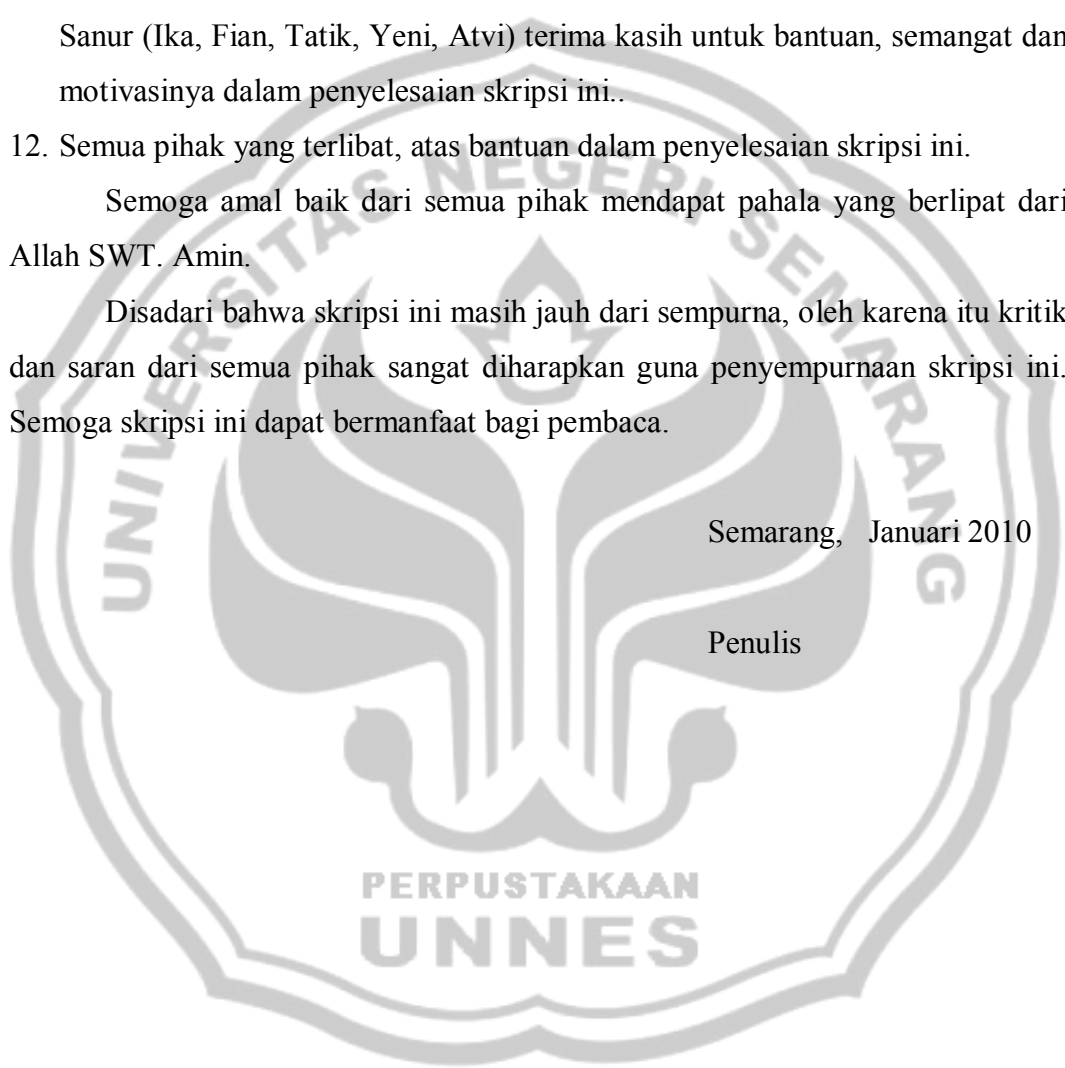 Sanur (Ika, Fian, Tatik, Yeni, Atvi) terima kasih untuk bantuan, semangat dan
motivasinya dalam penyelesaian skripsi ini..
12. Semua pihak yang terlibat, atas bantuan dalam penyelesaian skripsi ini.
Semoga amal baik dari semua pihak mendapat pahala yang berlipat dari
Allah SWT. Amin.
Disadari bahwa skripsi ini masih jauh dari sempurna, oleh karena itu kritik
dan saran dari semua pihak sangat diharapkan guna penyempurnaan skripsi ini.
Semoga skripsi ini dapat bermanfaat bagi pembaca.
Semarang, Januari 2010
Penulis
UNIVERSITAS NEGERI SEMARANG
PERPUSTAKAAN
UNNES